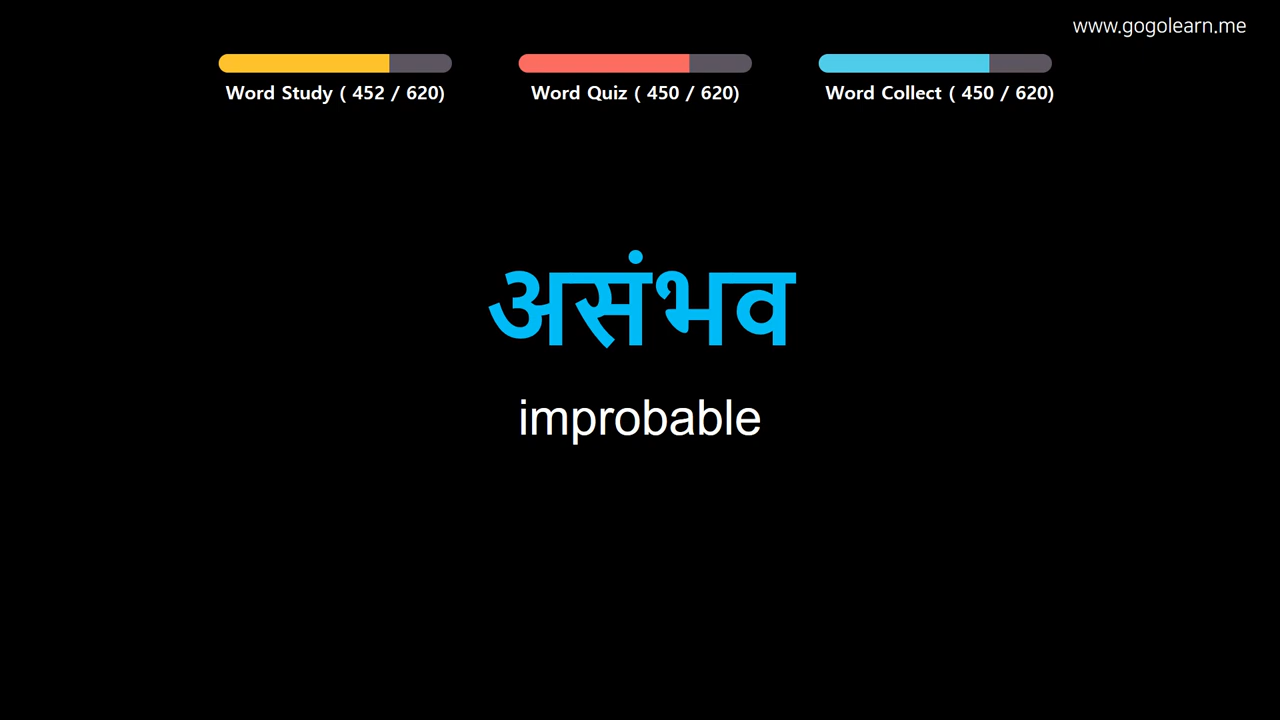 www.gogolearn.me
Word Study ( 452 / 620)
Word Quiz ( 450 / 620)
Word Collect ( 450 / 620)
असंभव
improbable